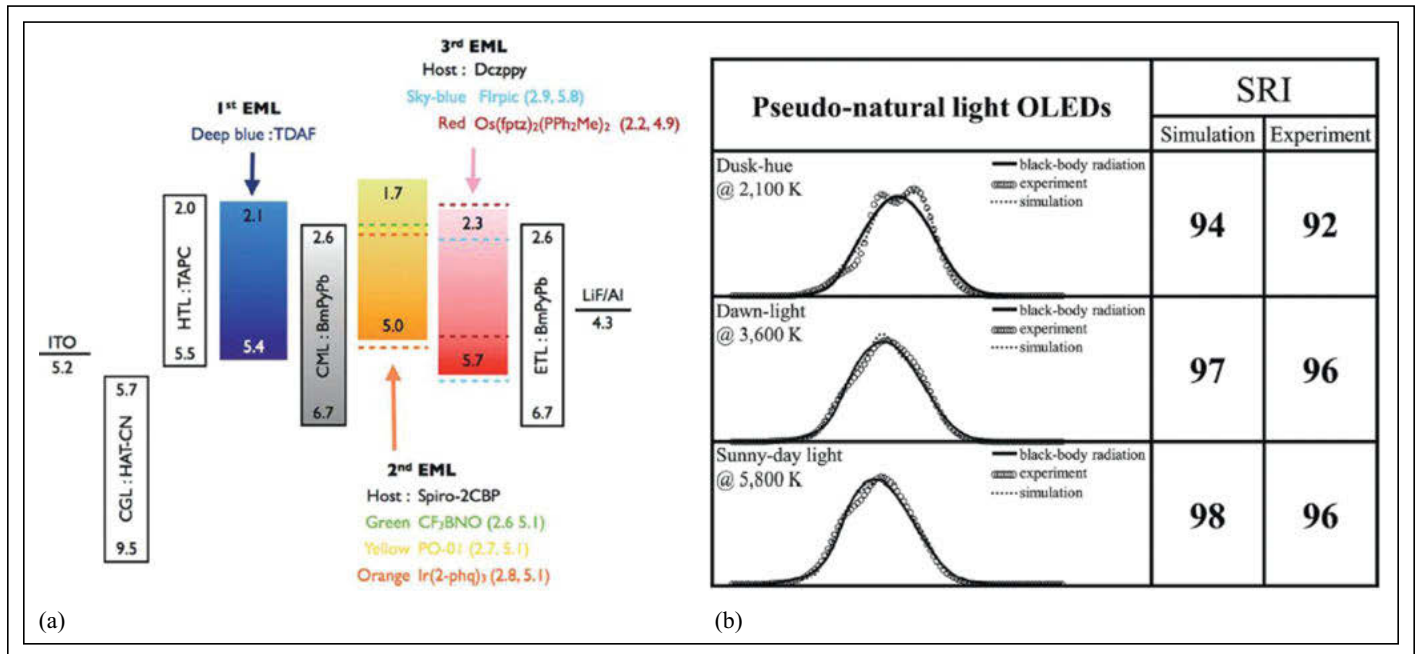 3rd EML
Host : Dczppy
Sky-blue FIrpic (2.9, 5.8)
Red Os(fptz)2(PPh2Me)2 (2.2, 4.9)
1st EML
Deep blue :TDAF
2.0
HTL : TAPC
5.5
2.1
5.4
2.6
CML : BmPyPb
6.7
1.7
5.0
2.3
5.7
2.6
ETL : BmPyPb
6.7
LiF/Al
4.3
ITO
5.2
5.7
CGL : HAT-CN
9.5
2nd EML
Host : Spiro-2CBP
Green CF3BNO (2.6 5.1)
Yellow PO-01 (2.7, 5.1)
Orange Ir(2-phq)3 (2.8, 5.1)
(a)
Pseudo-natural light OLEDs
SRI
Simulation Experiment
Dusk-hue
@ 2,100 K
black-body radiation
experiment
simulation
94 92
Dawn-light
@ 3,600 K
black-body radiation
experiment
simulation
97 96
Sunny-day light
@ 5,800 K
black-body radiation
experiment
simulation
98 96
(b)